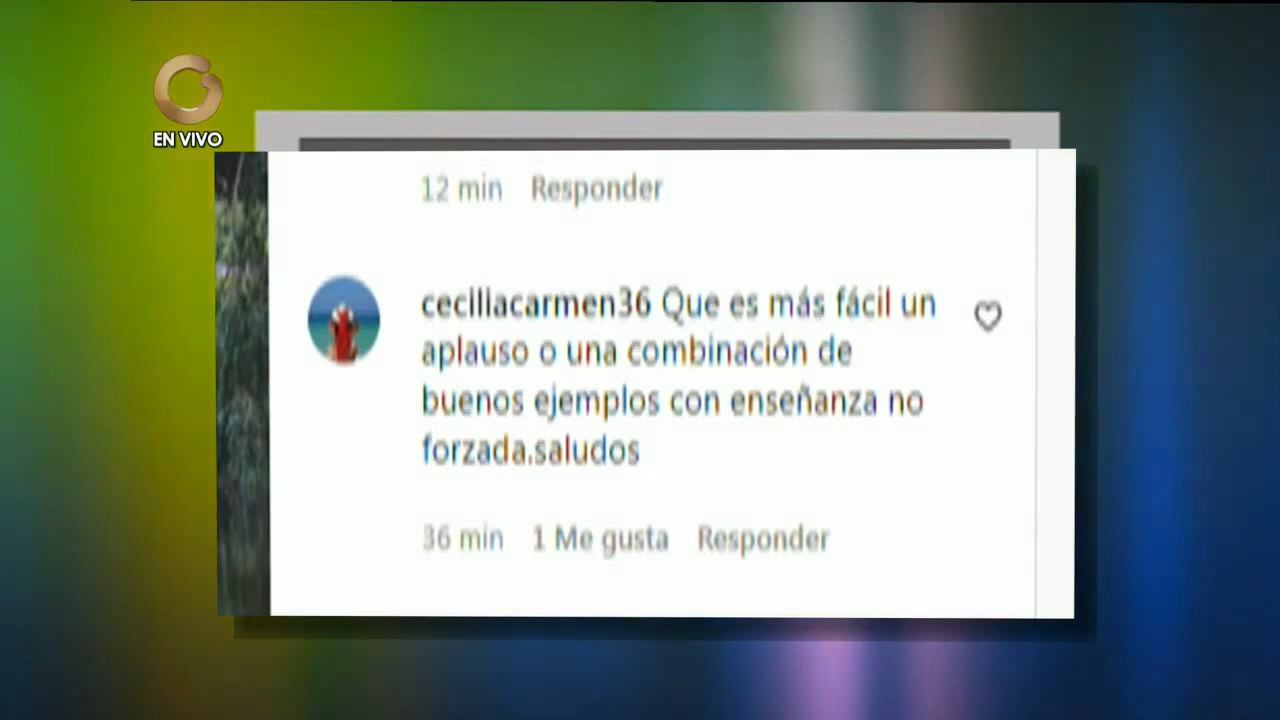 EN VIVO
12 min Responder
ceciliacarmen36 Que es más fácil un
aplauso o una combinación de
buenos ejemplos con enseñanza no
forzada.saludos
36 min 1 Me gusta Responder